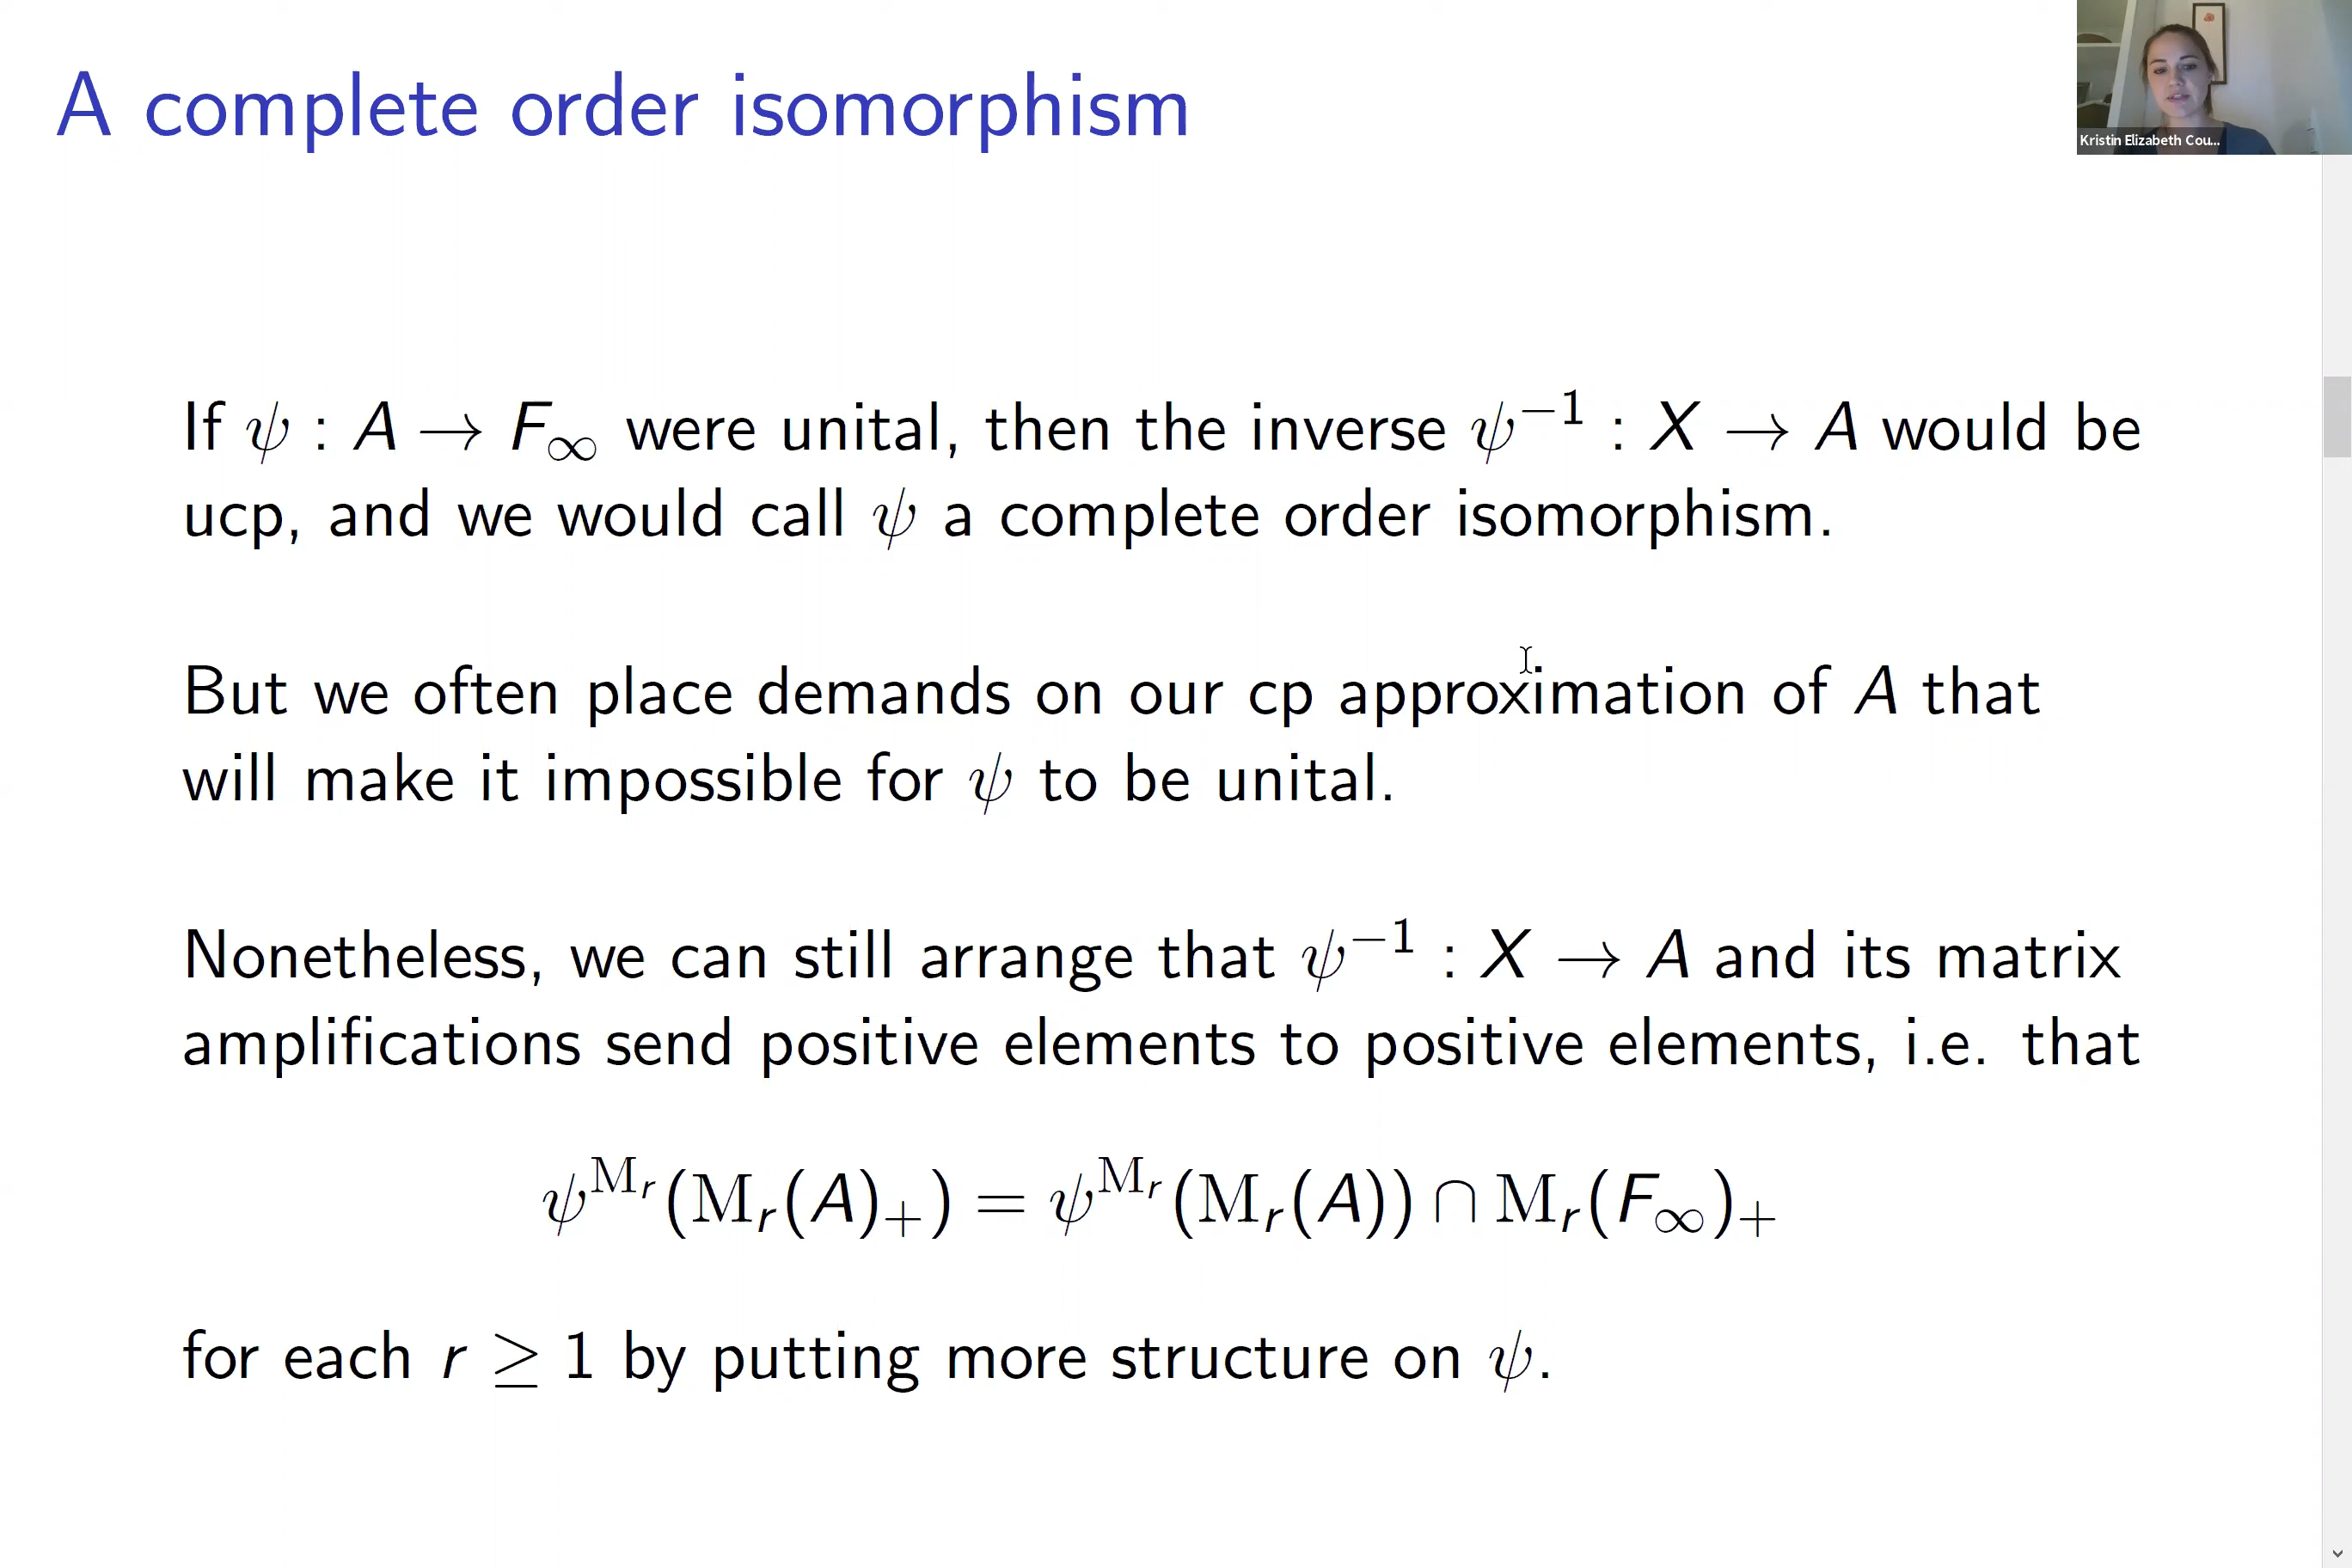 A complete order isomorphism
Kristin Elizabeth Cou...
If ψ : A → F∞ were unital, then the inverse ψ⁻¹ : X → A would be
ucp, and we would call ψ a complete order isomorphism.
But we often place demands on our cp approximation of A that
will make it impossible for ψ to be unital.
Nonetheless, we can still arrange that ψ⁻¹ : X → A and its matrix
amplifications send positive elements to positive elements, i.e. that
ψ^{M_r}(M_r(A)_+) = ψ^{M_r}(M_r(A)) ∩ M_r(F_∞)_+
for each r ≥ 1 by putting more structure on ψ.